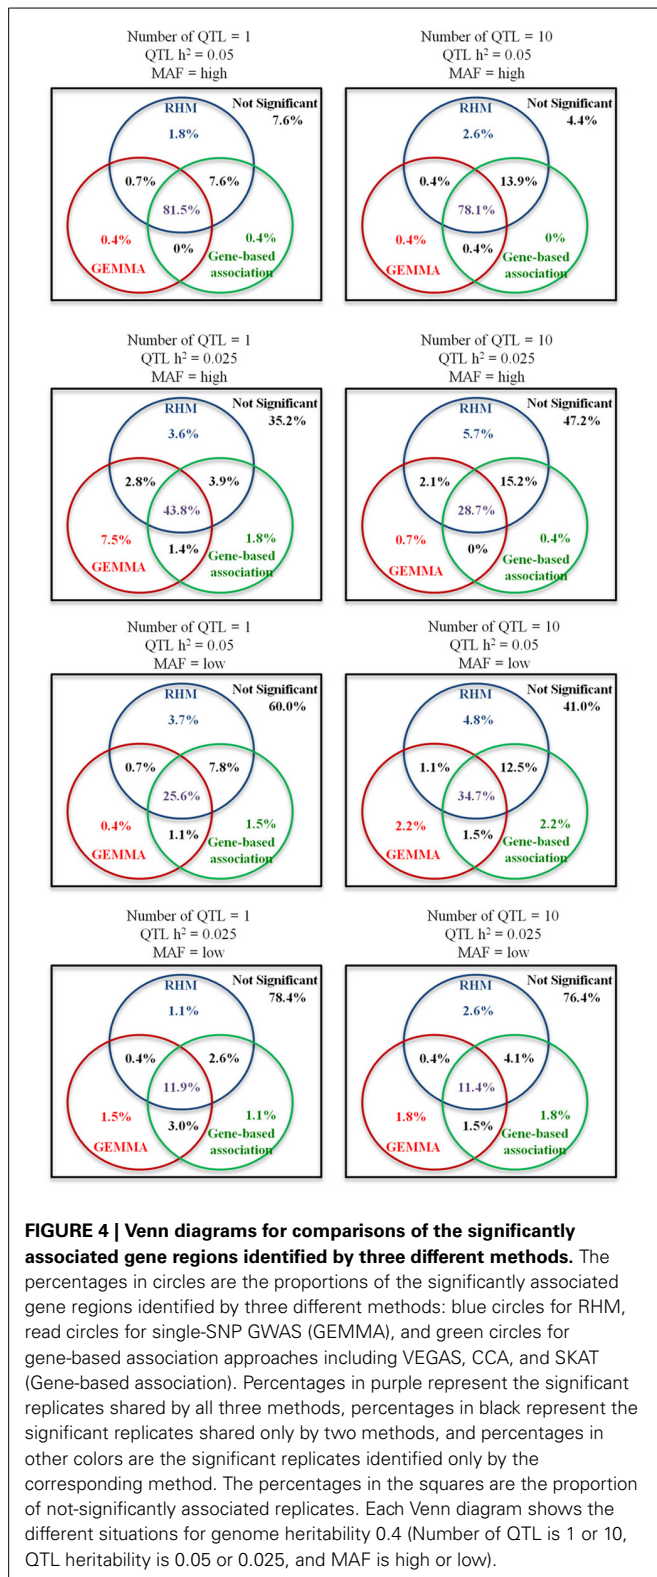 Number of QTL = 1
QTL h² = 0.05
MAF = high
RHM
1.8%
Not Significant
7.6%
0.7%
7.6%
81.5%
0.4%
GEMMA
0%
0.4%
Gene-based
association
Number of QTL = 10
QTL h² = 0.05
MAF = high
RHM
2.6%
Not Significant
4.4%
0.4%
13.9%
78.1%
0.4%
GEMMA
0.4%
0%
Gene-based
association
Number of QTL = 1
QTL h² = 0.025
MAF = high
RHM
3.6%
Not Significant
35.2%
2.8%
3.9%
43.8%
7.5%
GEMMA
1.4%
1.8%
Gene-based
association
Number of QTL = 10
QTL h² = 0.025
MAF = high
RHM
5.7%
Not Significant
47.2%
2.1%
15.2%
28.7%
0.7%
GEMMA
0%
0.4%
Gene-based
association
Number of QTL = 1
QTL h² = 0.05
MAF = low
RHM
3.7%
Not Significant
60.0%
0.7%
7.8%
25.6%
0.4%
GEMMA
1.1%
1.5%
Gene-based
association
Number of QTL = 10
QTL h² = 0.05
MAF = low
RHM
4.8%
Not Significant
41.0%
1.1%
12.5%
34.7%
2.2%
GEMMA
1.5%
2.2%
Gene-based
association
Number of QTL = 1
QTL h² = 0.025
MAF = low
RHM
1.1%
Not Significant
78.4%
0.4%
2.6%
11.9%
1.5%
GEMMA
3.0%
1.1%
Gene-based
association
Number of QTL = 10
QTL h² = 0.025
MAF = low
RHM
2.6%
Not Significant
76.4%
0.4%
4.1%
11.4%
1.8%
GEMMA
1.5%
1.8%
Gene-based
association
FIGURE 4 | Venn diagrams for comparisons of the significantly
associated gene regions identified by three different methods. The
percentages in circles are the proportions of the significantly associated
gene regions identified by three different methods: blue circles for RHM,
read circles for single-SNP GWAS (GEMMA), and green circles for
gene-based association approaches including VEGAS, CCA, and SKAT
(Gene-based association). Percentages in purple represent the significant
replicates shared by all three methods, percentages in black represent the
significant replicates shared only by two methods, and percentages in
other colors are the significant replicates identified only by the
corresponding method. The percentages in the squares are the proportion
of not-significantly associated replicates. Each Venn diagram shows the
different situations for genome heritability 0.4 (Number of QTL is 1 or 10,
QTL heritability is 0.05 or 0.025, and MAF is high or low).